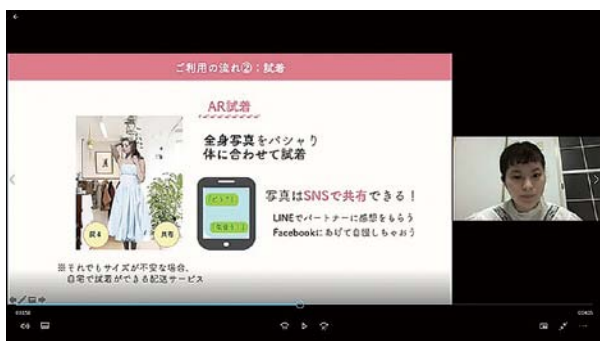 ご利用の流れ②：試着
AR試着
全身写真をパシャり
体に合わせて試着
写真はSNSで共有できる！
LINEでパートナーに感想をもらう
Facebookにあげて自慢しちゃおう
共有
※それでもサイズが不安な場合、
自宅で試着ができる配送サービス